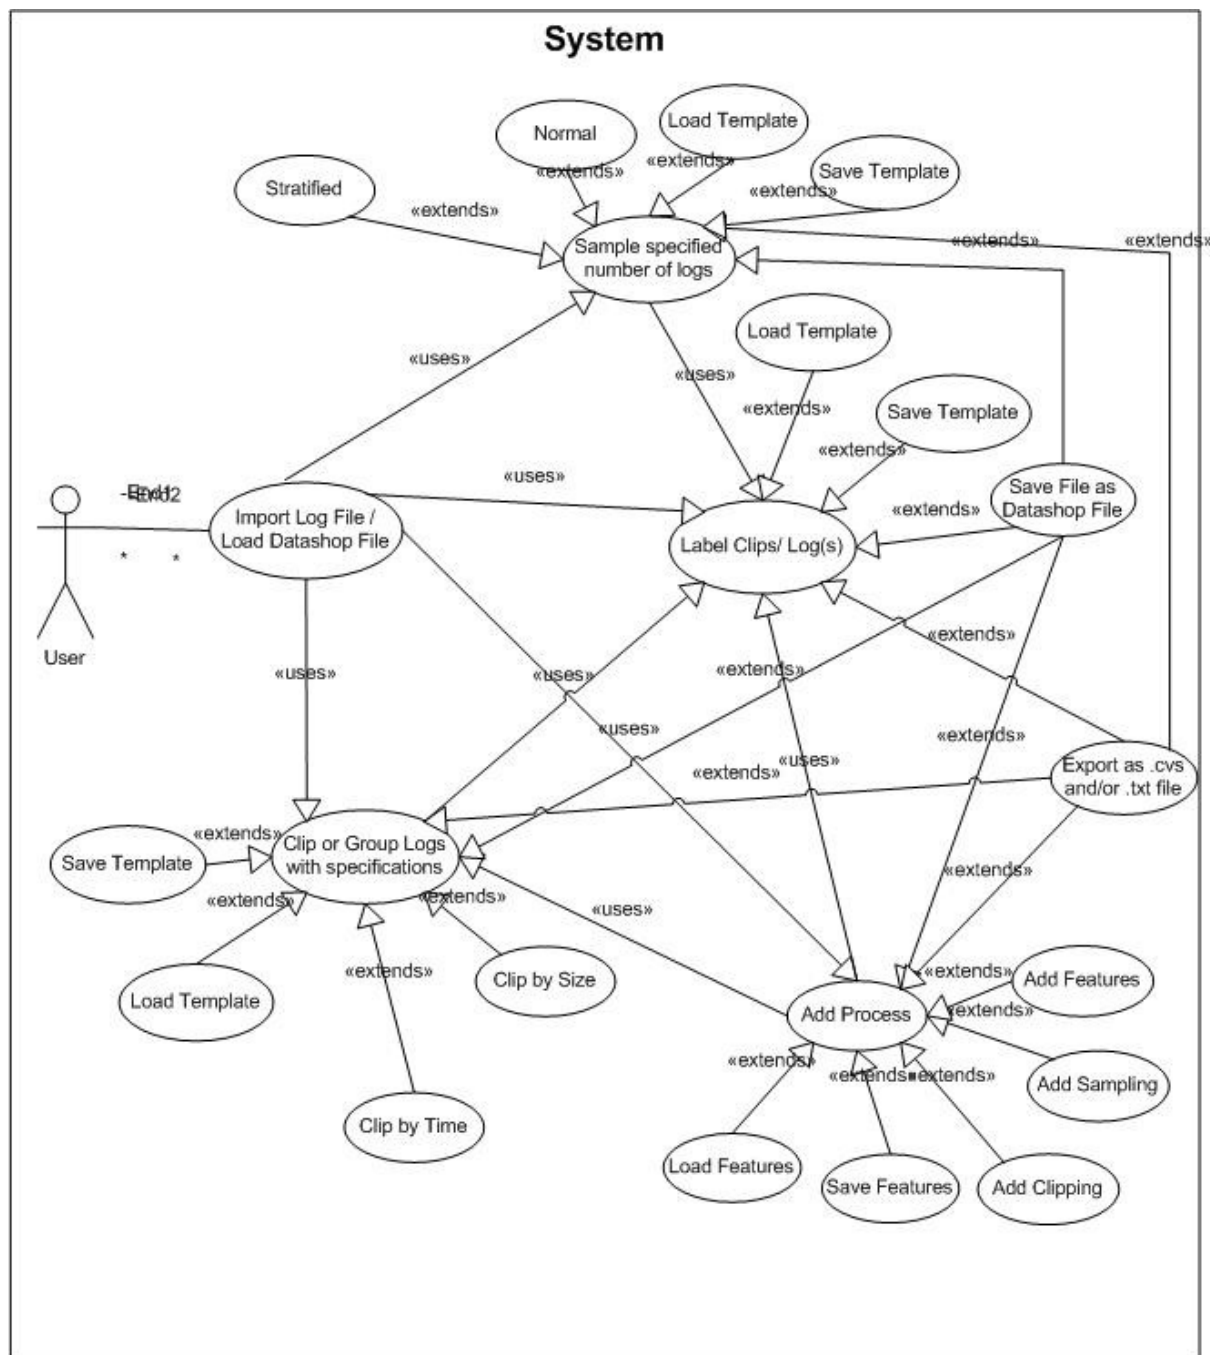 System
Normal
Load Template
«extends»
«extends»
Save Template
Stratified
«extends»
«extends»
«extends»
«extends»
Sample specified
number of logs
Load Template
«uses»
«uses»
«extends»
Save Template
«extends»
«uses»
-End1
-End2
Save File as
Datashop File
Import Log File /
Load Datashop File
«extends»
Label Clips/ Log(s)
* *
User
«extends»
«uses»
«uses»
«extends»
«uses»
«extends»
«uses»
«extends»
Export as .cvs
and/or .txt file
«extends»
Clip or Group Logs
with specifications
Save Template
«extends»
«extends»
«extends»
«uses»
«extends»
«extends»
Add Features
Clip by Size
Load Template
«extends»
Add Process
«extends»
«extends»
«extends»
Add Sampling
Clip by Time
Load Features
Save Features
Add Clipping